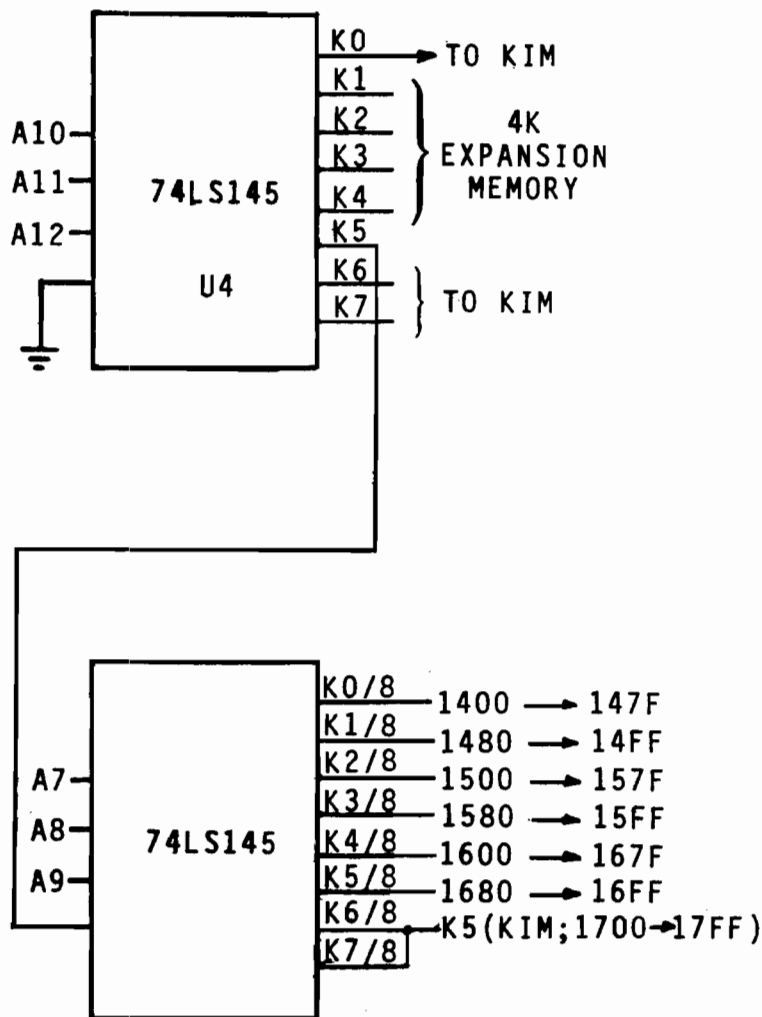 K0
TO KIM
K1
K2
K3
K4
4K
EXPANSION
MEMORY
A10
A11
A12
74LS145
U4
K5
K6
K7
TO KIM
K0/8
1400 → 147F
K1/8
1480 → 14FF
K2/8
1500 → 157F
K3/8
1580 → 15FF
K4/8
1600 → 167F
K5/8
1680 → 16FF
K6/8
K5(KIM;1700→17FF)
K7/8
A7
A8
A9
74LS145